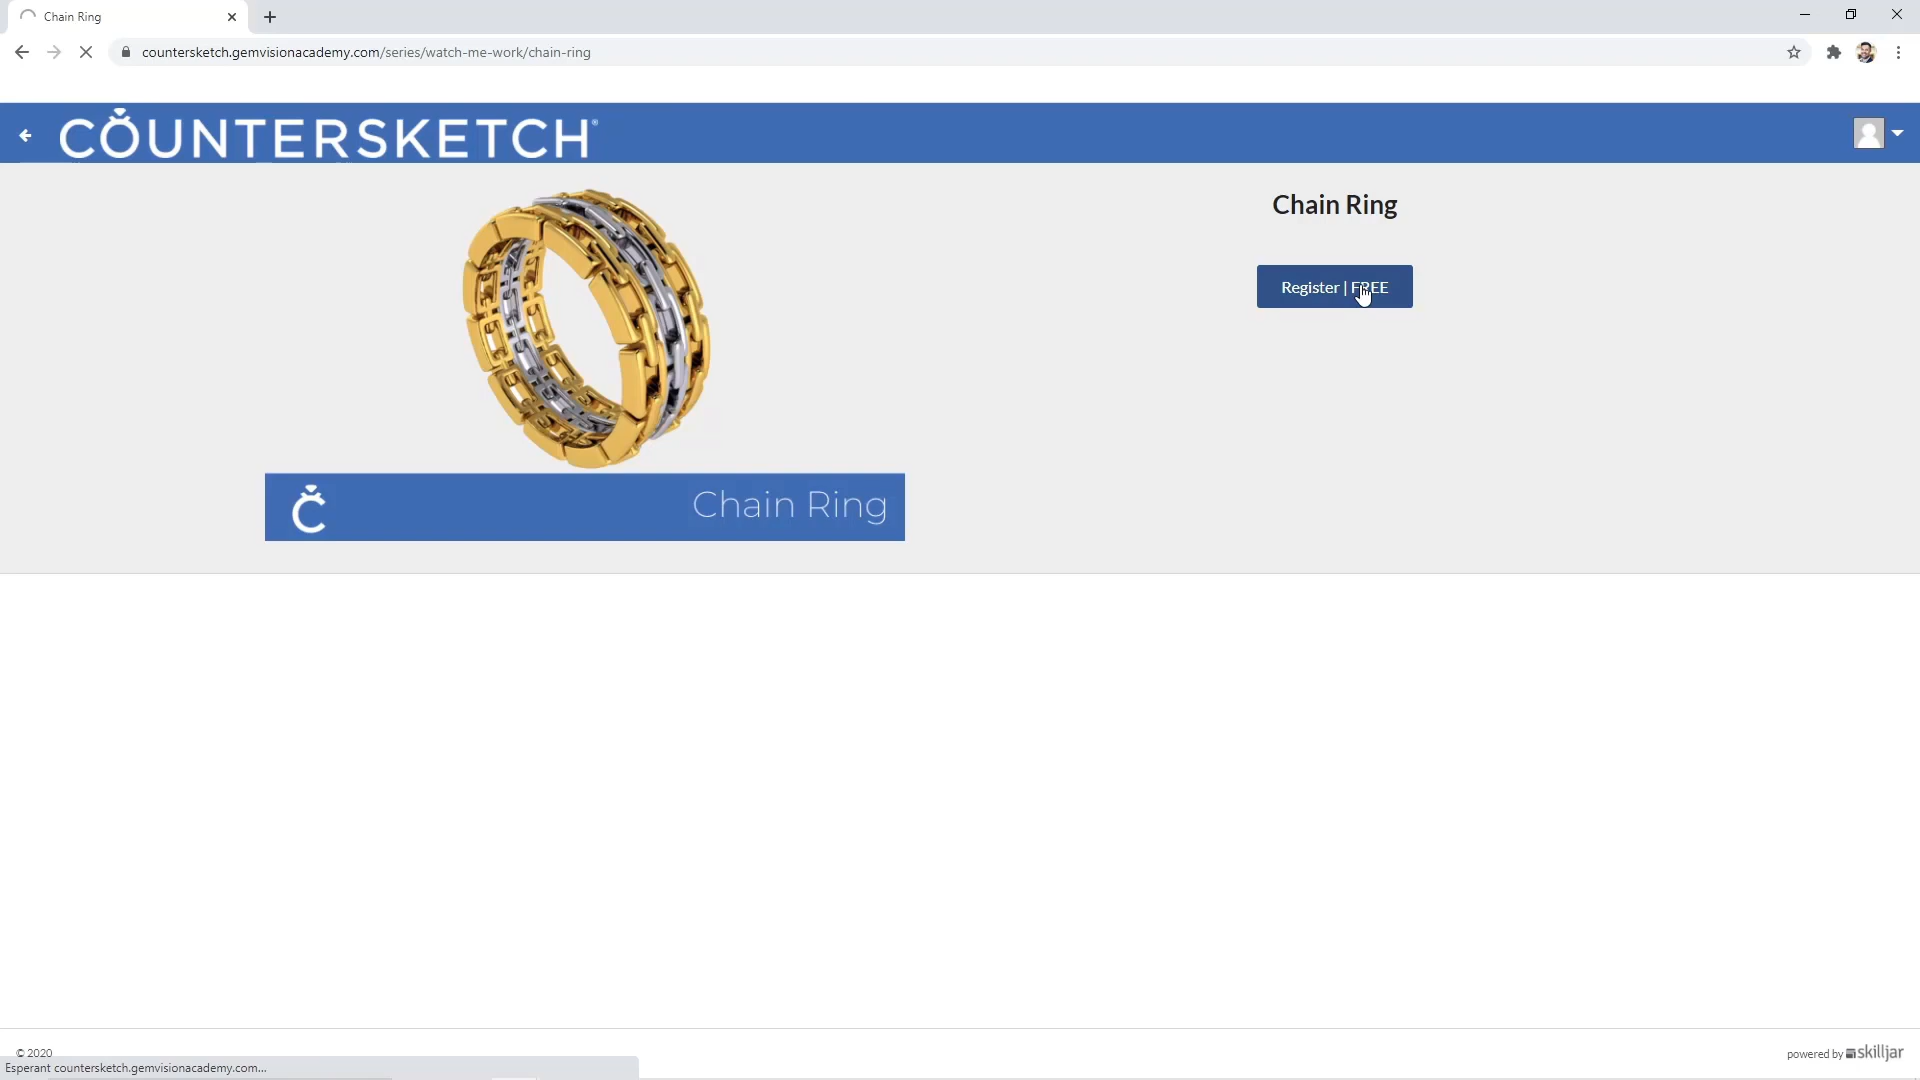 Chain Ring
countersketch.gemvisionacademy.com/series/watch-me-work/chain-ring
COUNTERSKETCH®
Chain Ring
Register | FREE
Chain Ring
© 2020
powered by skilljar
Esperant countersketch.gemvisionacademy.com...